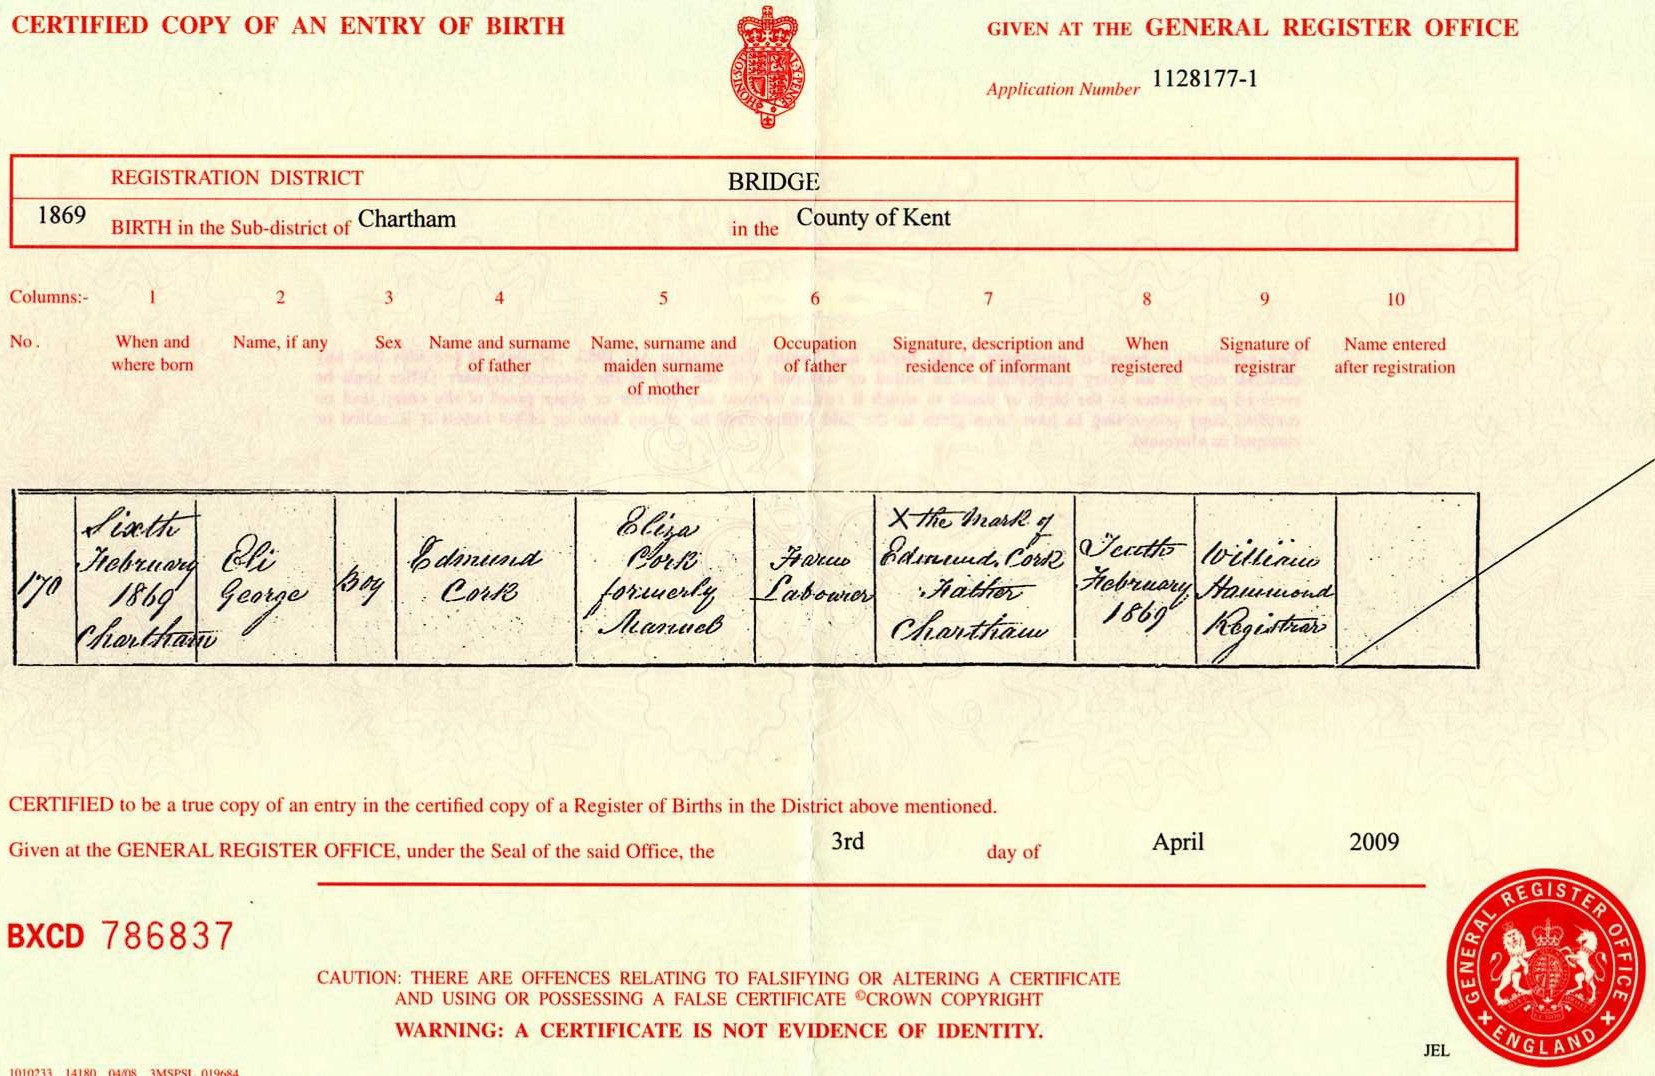 CERTIFIED COPY OF AN ENTRY OF BIRTH
GIVEN AT THE GENERAL REGISTER OFFICE
HONI·SOI
Y·PENSE
Application Number 1128177-1
REGISTRATION DISTRICT BRIDGE
1869 BIRTH in the Sub-district of Chartham in the County of Kent
Columns:- 1 2 3 4 5 6 7 8 9 10
No. When and where born
Name, if any
Sex
Name and surname of father
Name, surname and maiden surname of mother
Occupation of father
Signature, description and residence of informant
When registered
Signature of registrar
Name entered after registration
170
Sixth
February
1869
Chartham
Eli
George
Boy
Edmund
Cork
Eliza
Cork
formerly
Manuel
Farm
Labourer
X the Mark of
Edmund Cork
Father
Chartham
Tenth
February
1869
William
Hammond
Registrar
CERTIFIED to be a true copy of an entry in the certified copy of a Register of Births in the District above mentioned.
Given at the GENERAL REGISTER OFFICE, under the Seal of the said Office, the 3rd day of April 2009
BXCD 786837
CAUTION: THERE ARE OFFENCES RELATING TO FALSIFYING OR ALTERING A CERTIFICATE
AND USING OR POSSESSING A FALSE CERTIFICATE ©CROWN COPYRIGHT
WARNING: A CERTIFICATE IS NOT EVIDENCE OF IDENTITY.
GENERAL REGISTER OFFICE
ENGLAND
JEL
1010233 14180 04/08 3MSPSL 019684